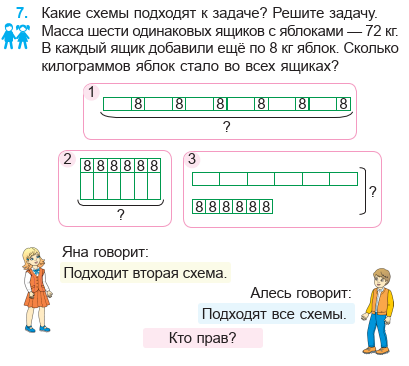 7. Какие схемы подходят к задаче? Решите задачу.
Масса шести одинаковых ящиков с яблоками — 72 кг.
В каждый ящик добавили ещё по 8 кг яблок. Сколько
килограммов яблок стало во всех ящиках?
1
8 8 8 8 8 8
?
2
8 8 8 8 8 8
?
3
8 8 8 8 8 8
?
Яна говорит:
Подходит вторая схема.
Алесь говорит:
Подходят все схемы.
Кто прав?